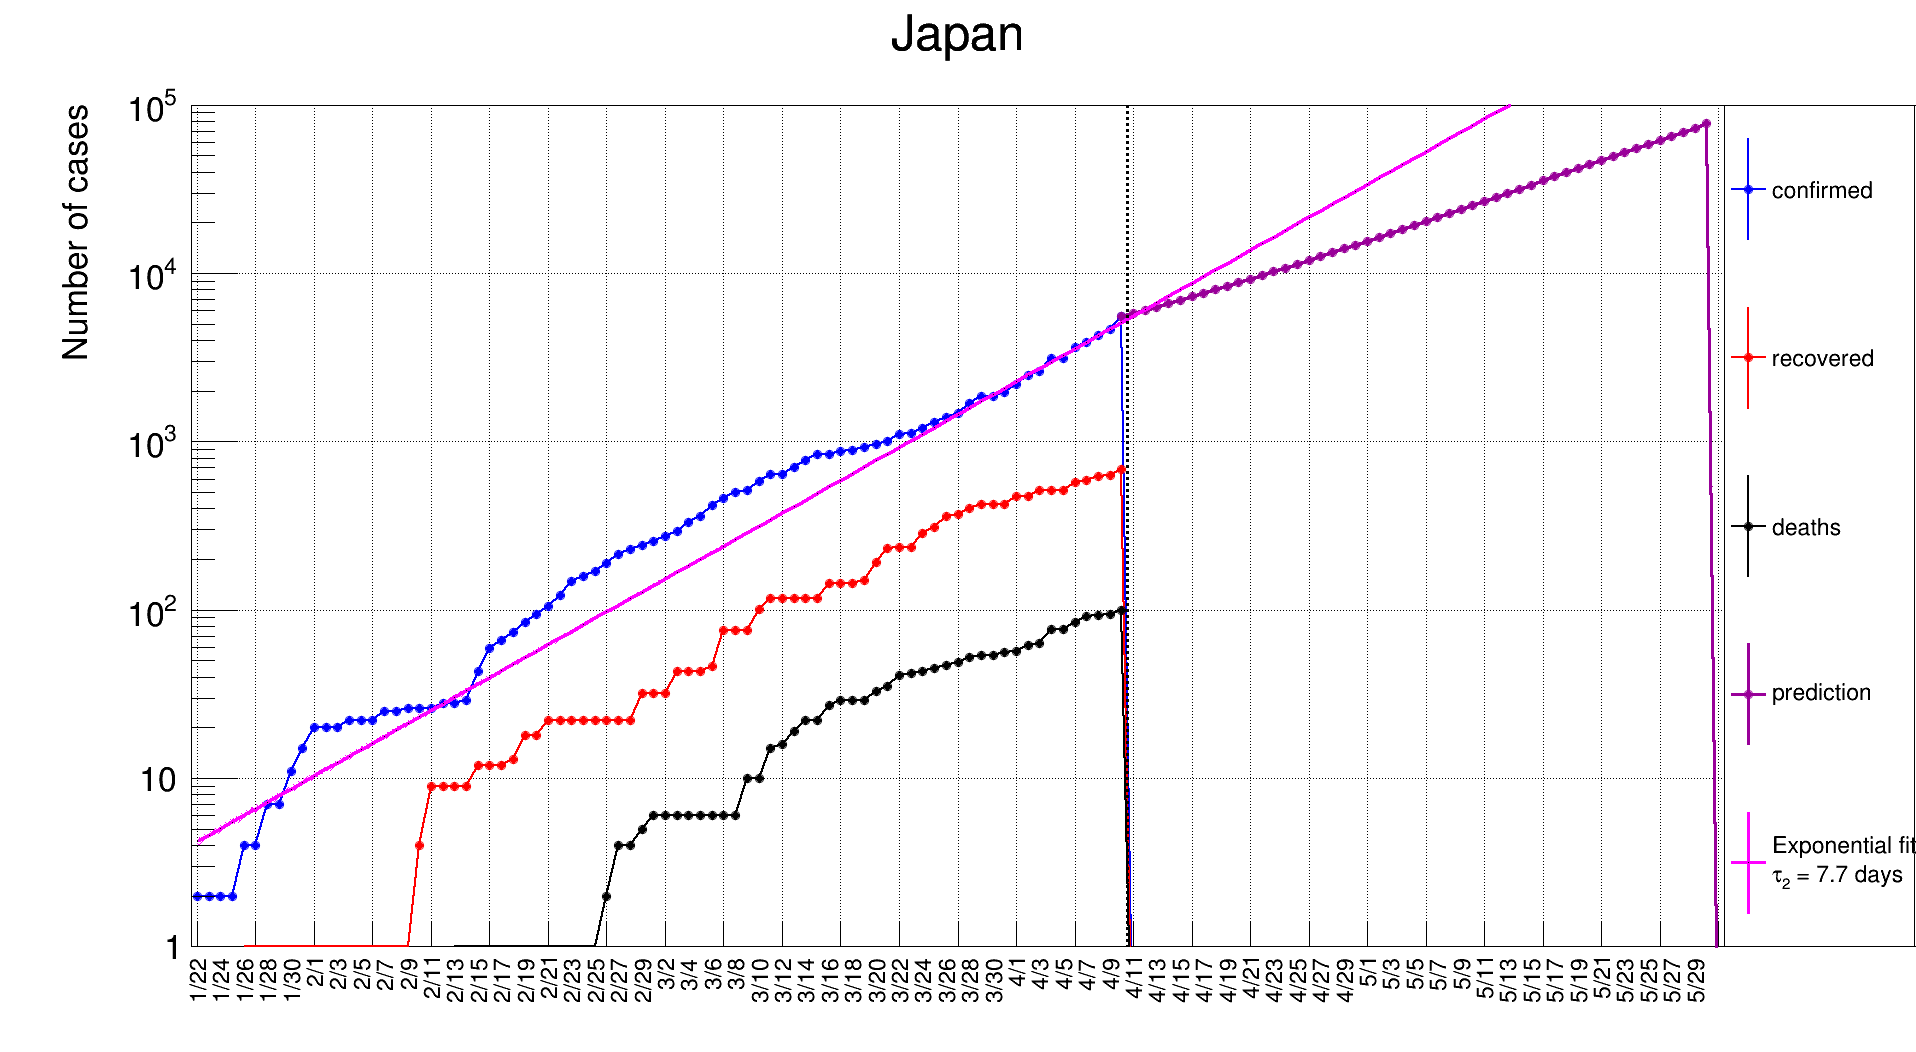 Japan
Number of cases
10^5
10^4
10^3
10^2
10
1
1/22 1/24 1/26 1/28 1/30 2/1 2/3 2/5 2/7 2/9 2/11 2/13 2/15 2/17 2/19 2/21 2/23 2/25 2/27 2/29 3/2 3/4 3/6 3/8 3/10 3/12 3/14 3/16 3/18 3/20 3/22 3/24 3/26 3/28 3/30 4/1 4/3 4/5 4/7 4/9 4/11 4/13 4/15 4/17 4/19 4/21 4/23 4/25 4/27 4/29 5/1 5/3 5/5 5/7 5/9 5/11 5/13 5/15 5/17 5/19 5/21 5/23 5/25 5/27 5/29
confirmed
recovered
deaths
prediction
Exponential fit
τ₂ = 7.7 days